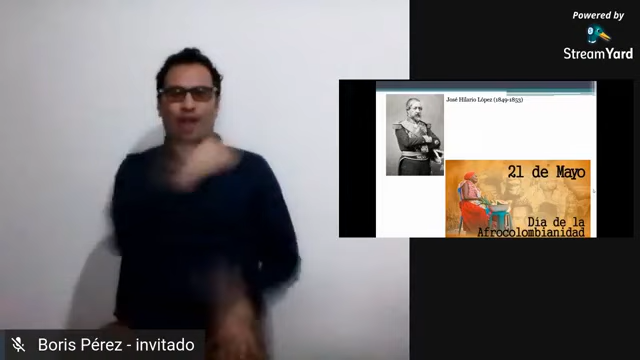 Powered by
StreamYard
José Hilario López (1849-1853)
21 de Mayo
Día de la
Afrocolombianidad
Boris Pérez - invitado